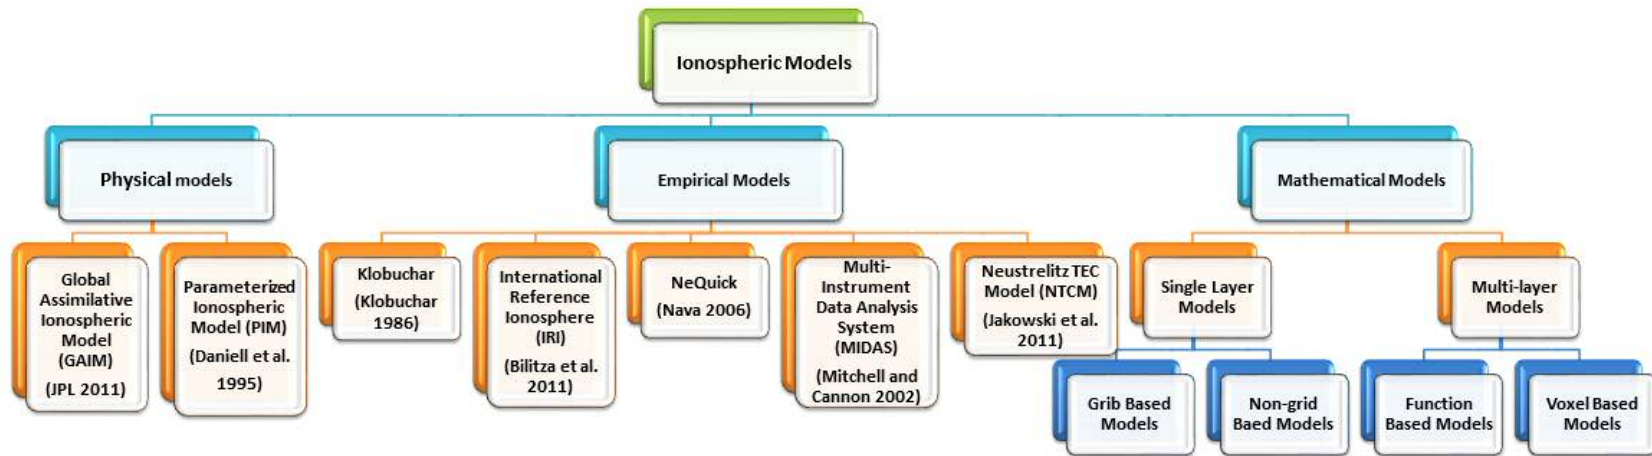 Ionospheric Models
Physical models
Empirical Models
Mathematical Models
Global
Assimilative
Ionospheric
Model
(GAIM)
(JPL 2011)
Parameterized
Ionospheric
Model (PIM)
(Daniell et al.
1995)
Klobuchar
(Klobuchar
1986)
International
Reference
Ionosphere
(IRI)
(Bilitza et al.
2011)
NeQuick
(Nava 2006)
Multi-
Instrument
Data Analysis
System
(MIDAS)
(Mitchell and
Cannon 2002)
Neustrelitz TEC
Model (NTCM)
(Jakowski et al.
2011)
Single Layer
Models
Multi-layer
Models
Grib Based
Models
Non-grid
Baed Models
Function
Based Models
Voxel Based
Models